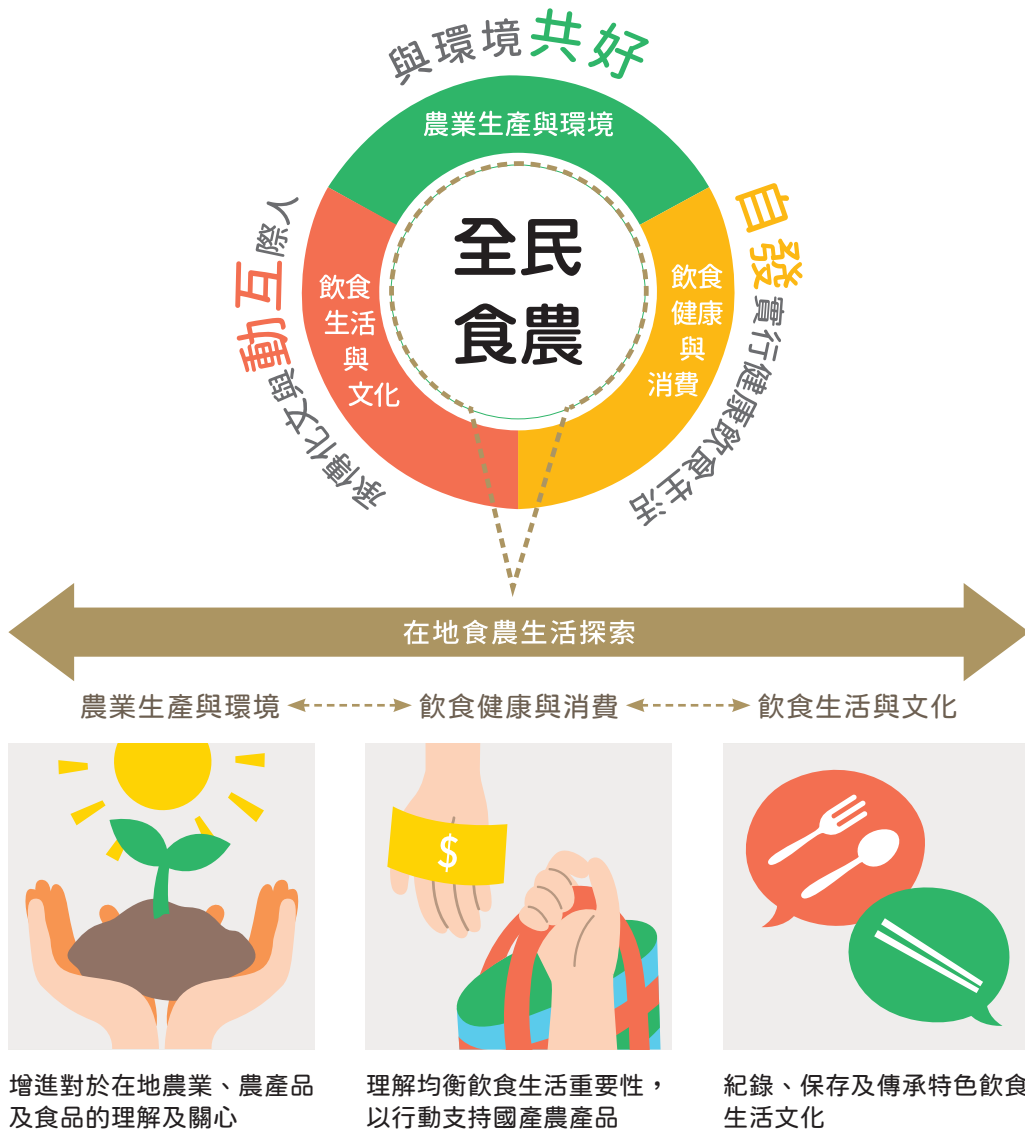 與環境共好
農業生產與環境
全民
食農
人際互動與文化傳承
飲食
生活
與
文化
自發實行健康飲食生活
飲食
健康
與
消費
在地食農生活探索
農業生產與環境 飲食健康與消費 飲食生活與文化
$
增進對於在地農業、農產品
及食品的理解及關心
理解均衡飲食生活重要性，
以行動支持國產農產品
紀錄、保存及傳承特色飲食
生活文化